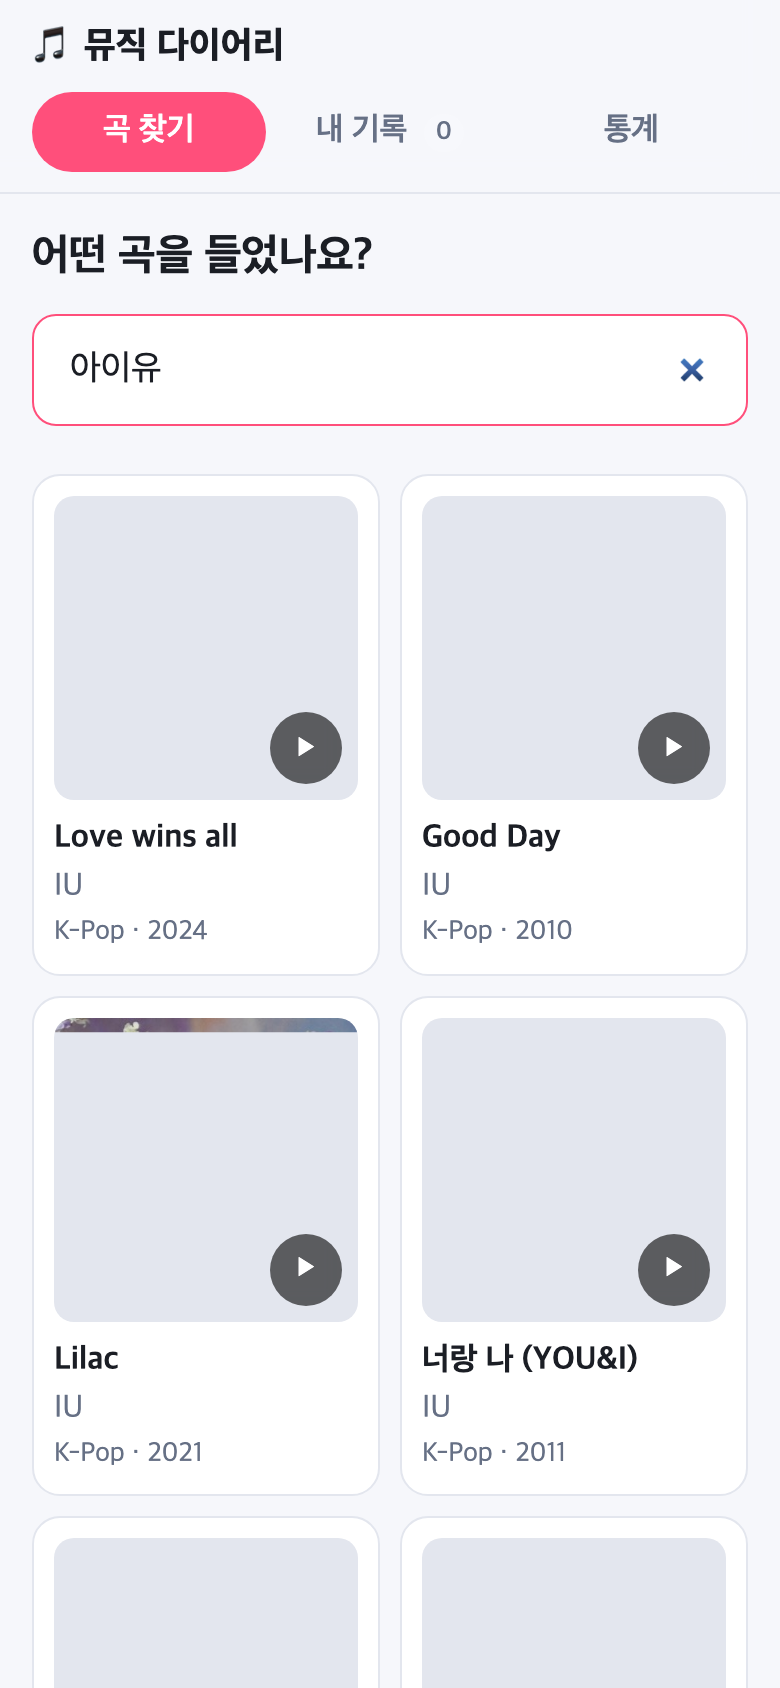 뮤직 다이어리
곡 찾기
내 기록 0
통계
어떤 곡을 들었나요?
아이유
Love wins all
IU
K-Pop · 2024
Good Day
IU
K-Pop · 2010
Lilac
IU
K-Pop · 2021
너랑 나 (YOU&I)
IU
K-Pop · 2011